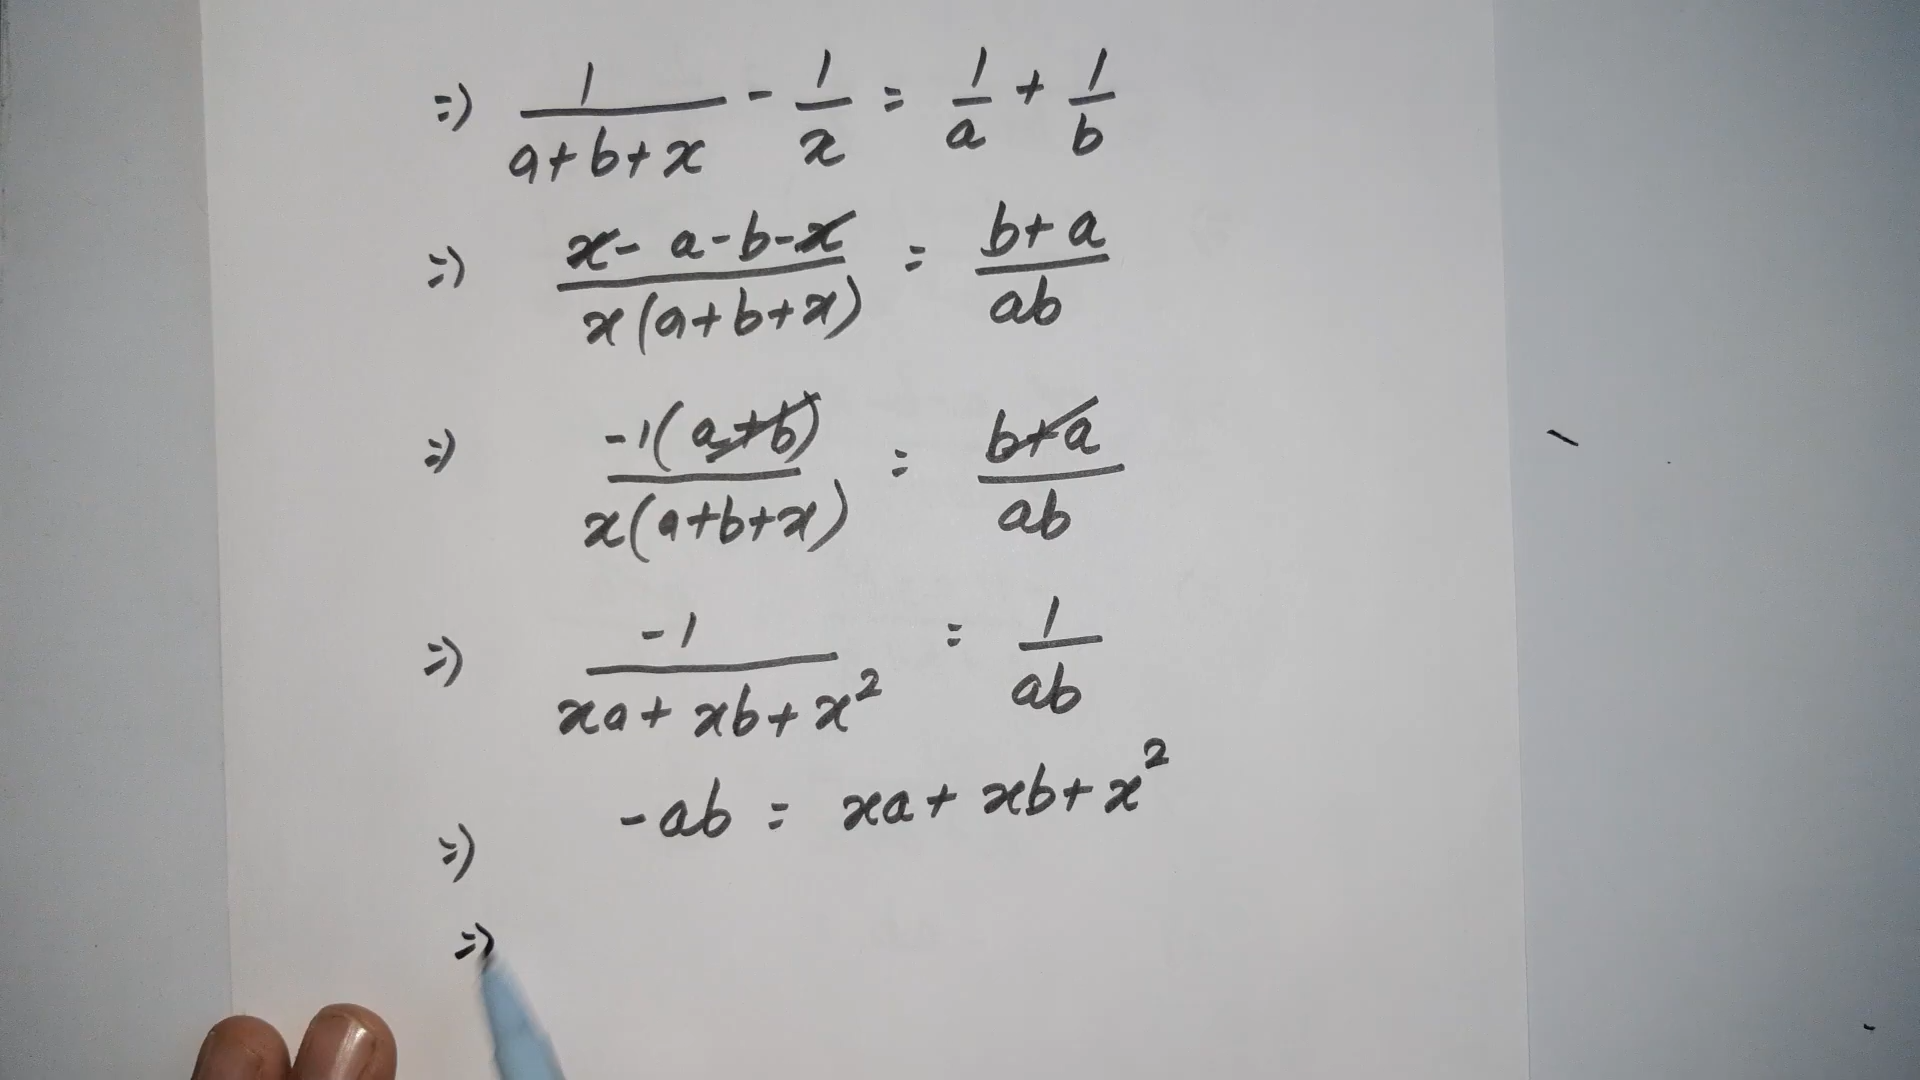 => 1/(a+b+x) - 1/x = 1/a + 1/b
=> (x - a - b - x)/(x(a+b+x)) = (b+a)/(ab)
=> -1(a+b)/(x(a+b+x)) = (b+a)/(ab)
=> -1/(xa + xb + x²) = 1/(ab)
=> -ab = xa + xb + x²
=>